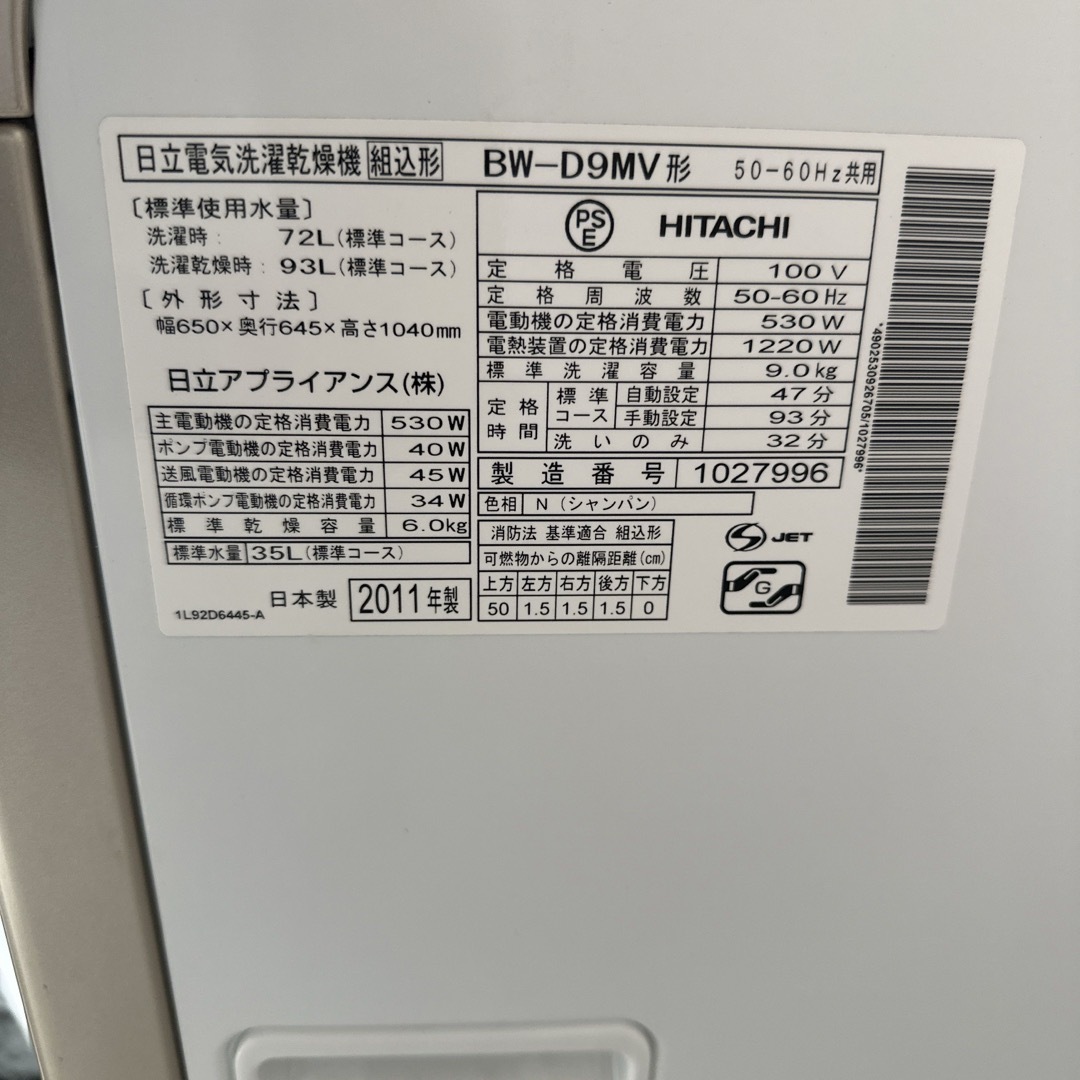 日立電気洗濯乾燥機 組込形 BW-D9MV形 50-60Hz共用
〔標準使用水量〕
洗濯時: 72L(標準コース)
洗濯乾燥時: 93L(標準コース)
〔外形寸法〕
幅650×奥行645×高さ1040mm
日立アプライアンス(株)
主電動機の定格消費電力 530W
ポンプ電動機の定格消費電力 40W
送風電動機の定格消費電力 45W
循環ポンプ電動機の定格消費電力 34W
標準乾燥容量 6.0kg
標準水量 35L(標準コース)
日本製 2011年製
1L92D6445-A
PSE HITACHI
定格電圧 100V
定格周波数 50-60Hz
電動機の定格消費電力 530W
電熱装置の定格消費電力 1220W
標準洗濯容量 9.0kg
定格時間 標準コース 自動設定 47分
手動設定 93分
洗いのみ 32分
製造番号 1027996
色相 N(シャンパン)
消防法 基準適合 組込形
可燃物からの離隔距離(cm)
上方 左方 右方 後方 下方
50 1.5 1.5 1.5 0
S JET
G
*4902530926705/1027996*